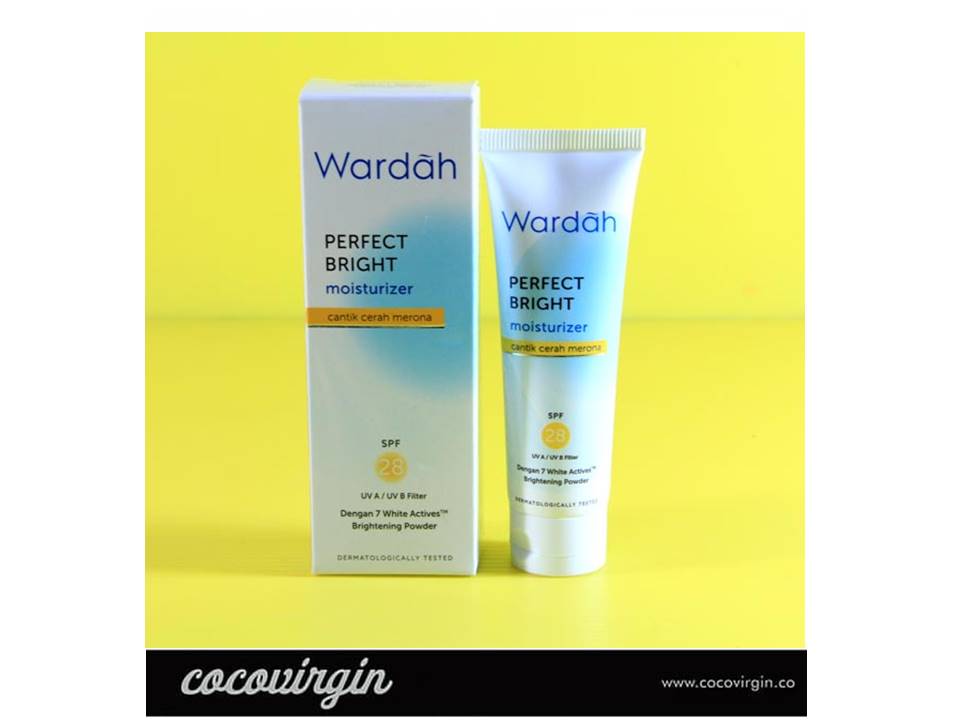 Wardāh
PERFECT
BRIGHT
moisturizer
cantik cerah merona
SPF
28
UV A / UV B Filter
Dengan 7 White Actives™
Brightening Powder
DERMATOLOGICALLY TESTED
Wardāh
PERFECT
BRIGHT
moisturizer
cantik cerah merona
SPF
28
UV A / UV B Filter
Dengan 7 White Actives™
Brightening Powder
DERMATOLOGICALLY TESTED
cocovirgin
www.cocovirgin.co